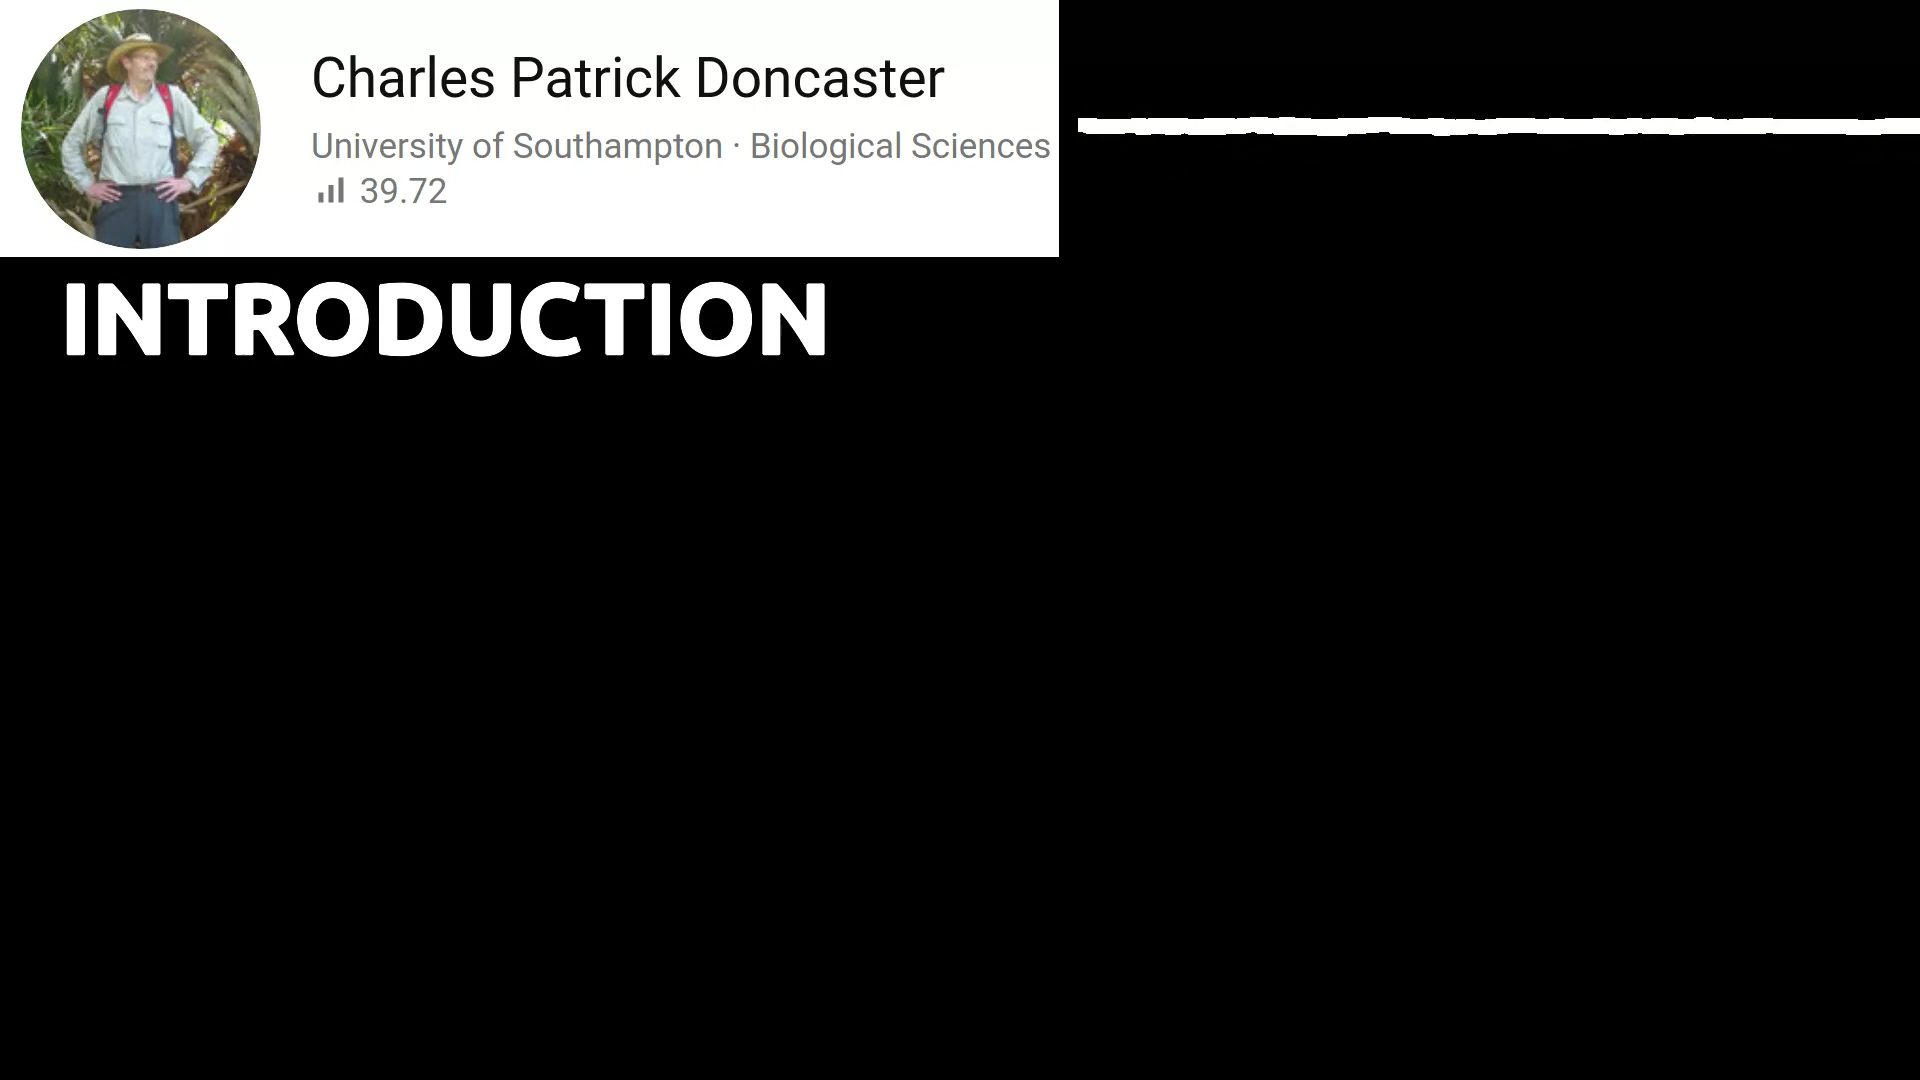 Charles Patrick Doncaster
University of Southampton · Biological Sciences
39.72
INTRODUCTION